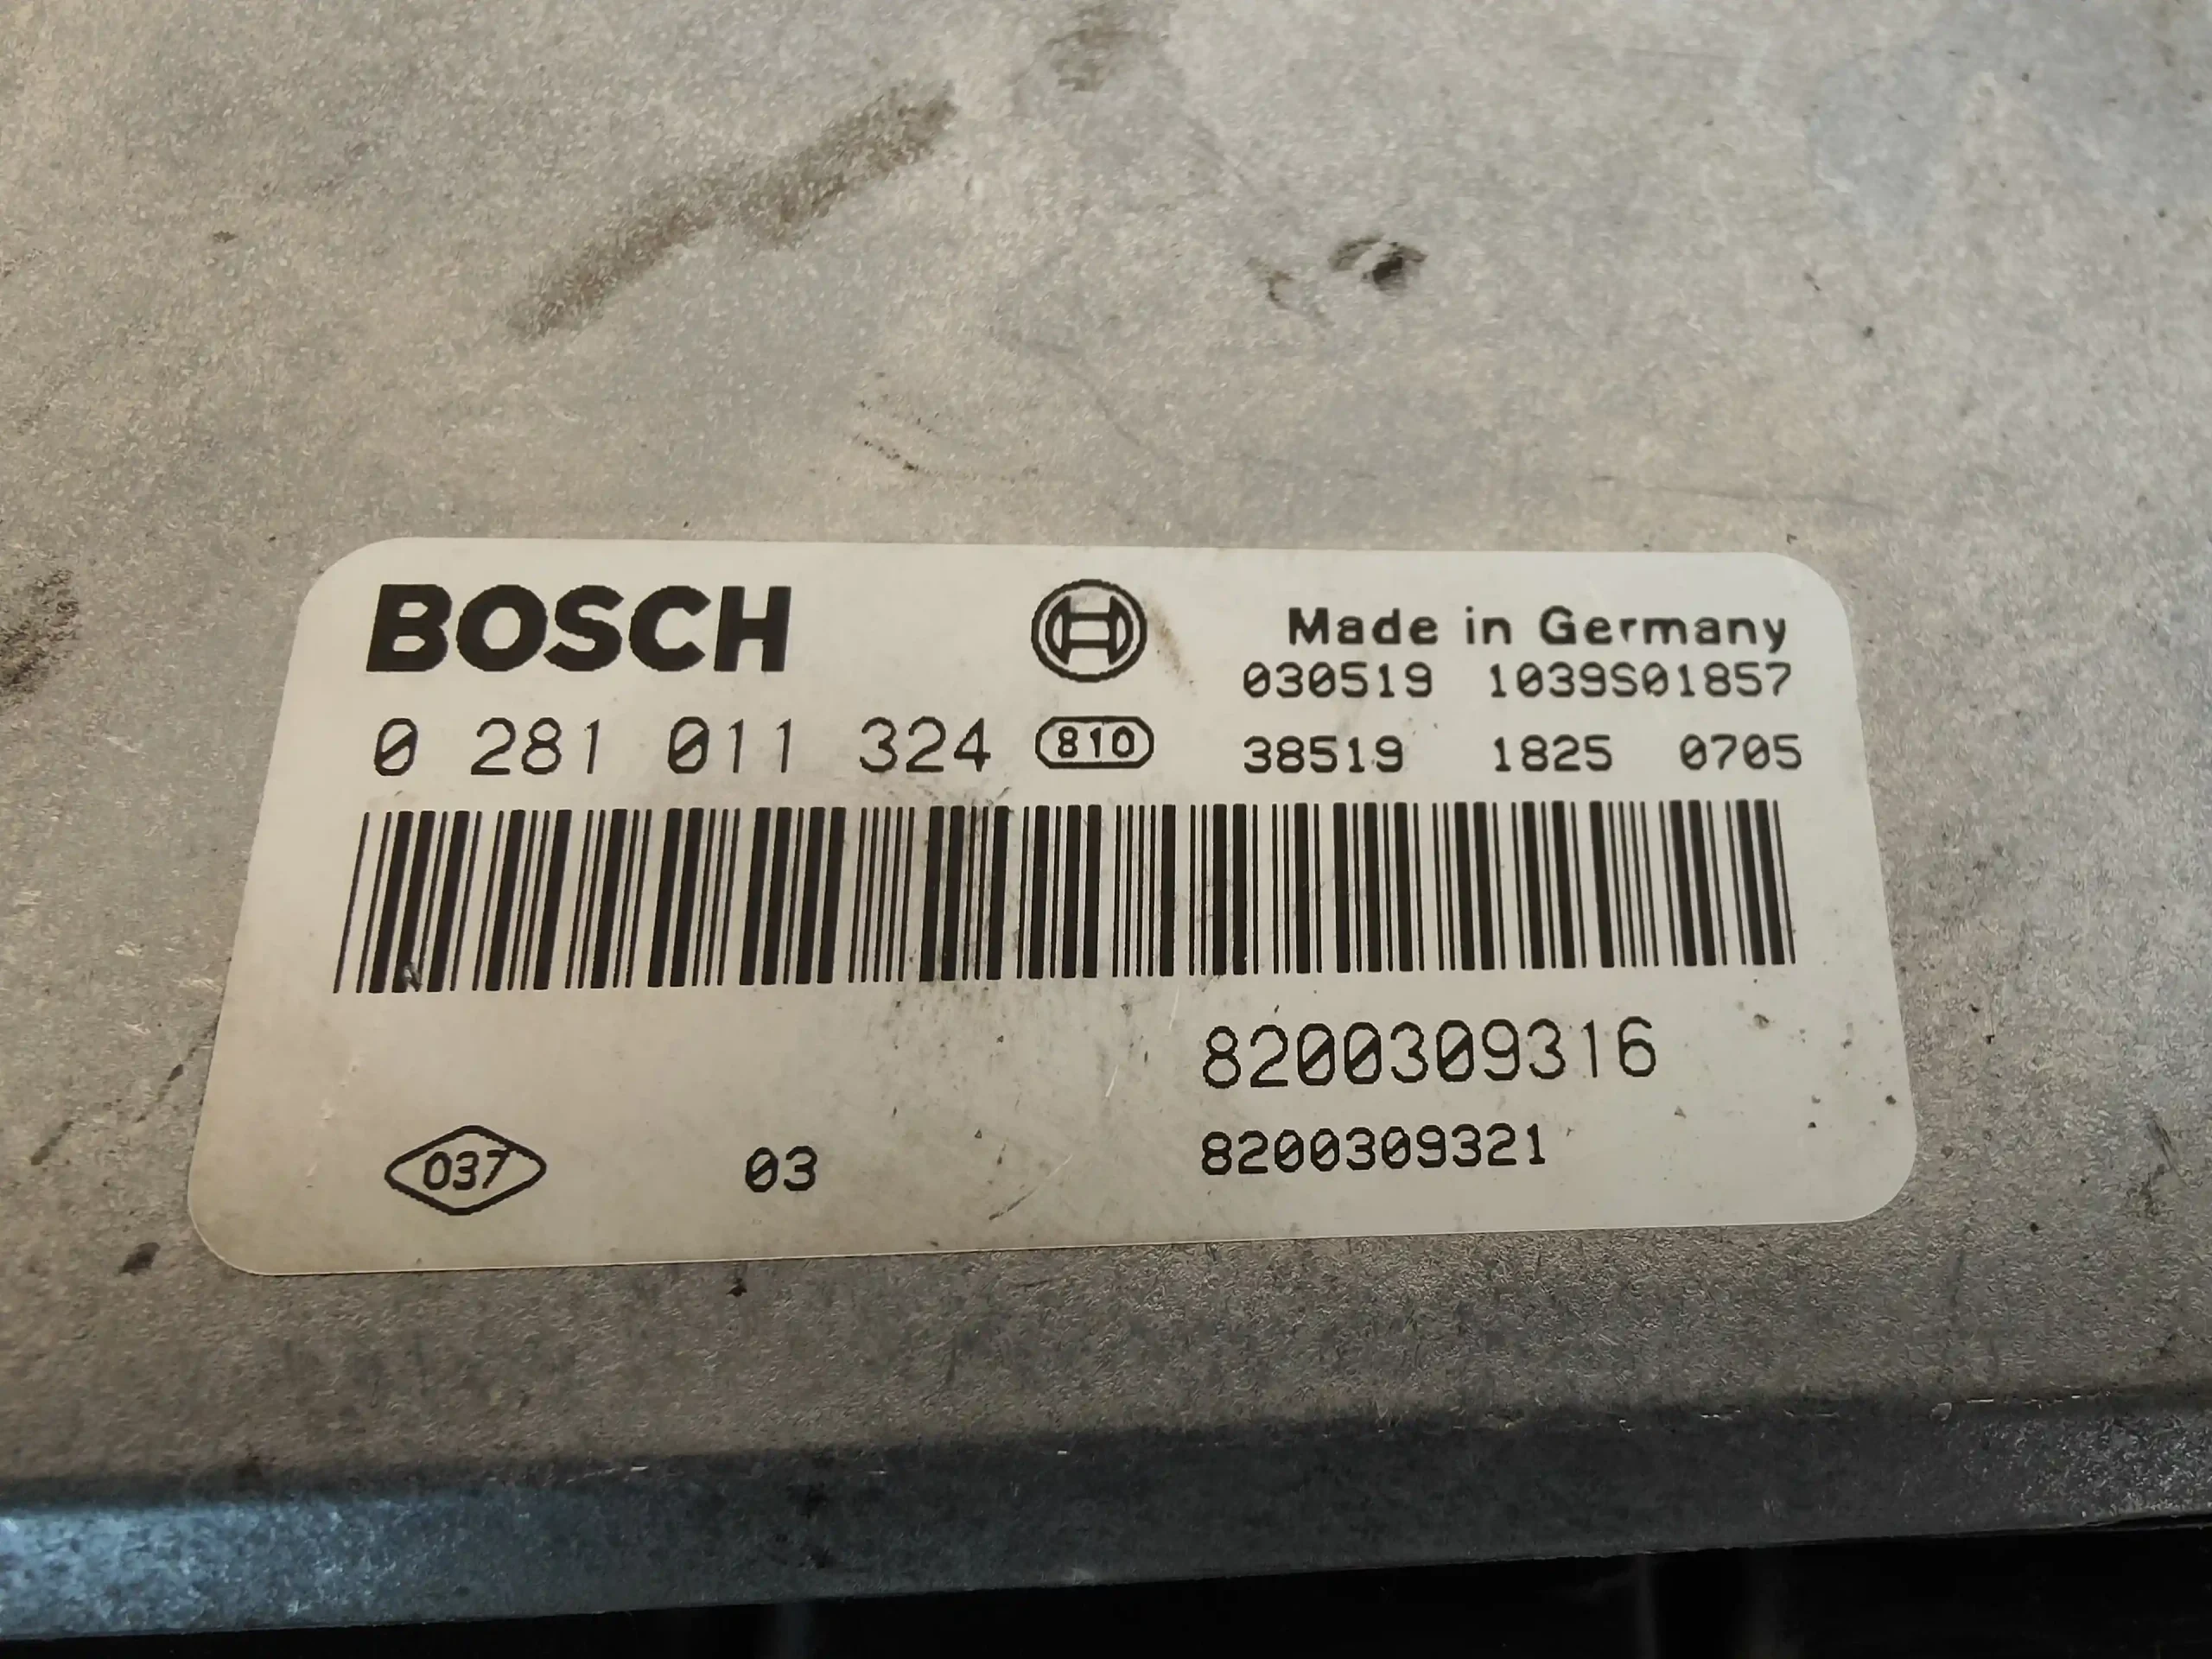 BOSCH
Made in Germany
030519 1039S01857
0 281 011 324 810
38519 1825 0705
8200309316
037 03 8200309321